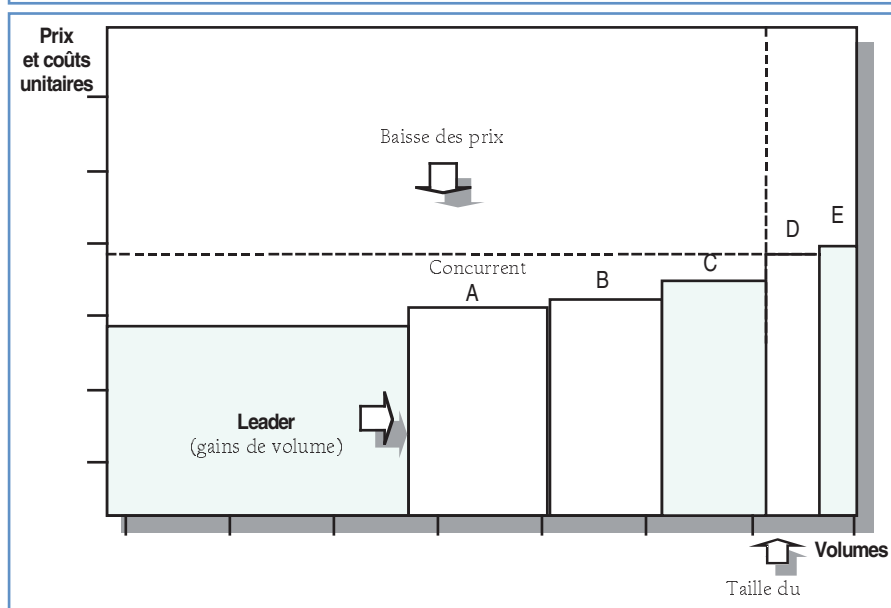 Prix
et coûts
unitaires
Baisse des prix
E
D
Concurrent
C
B
A
Leader
(gains de volume)
Volumes
Taille du